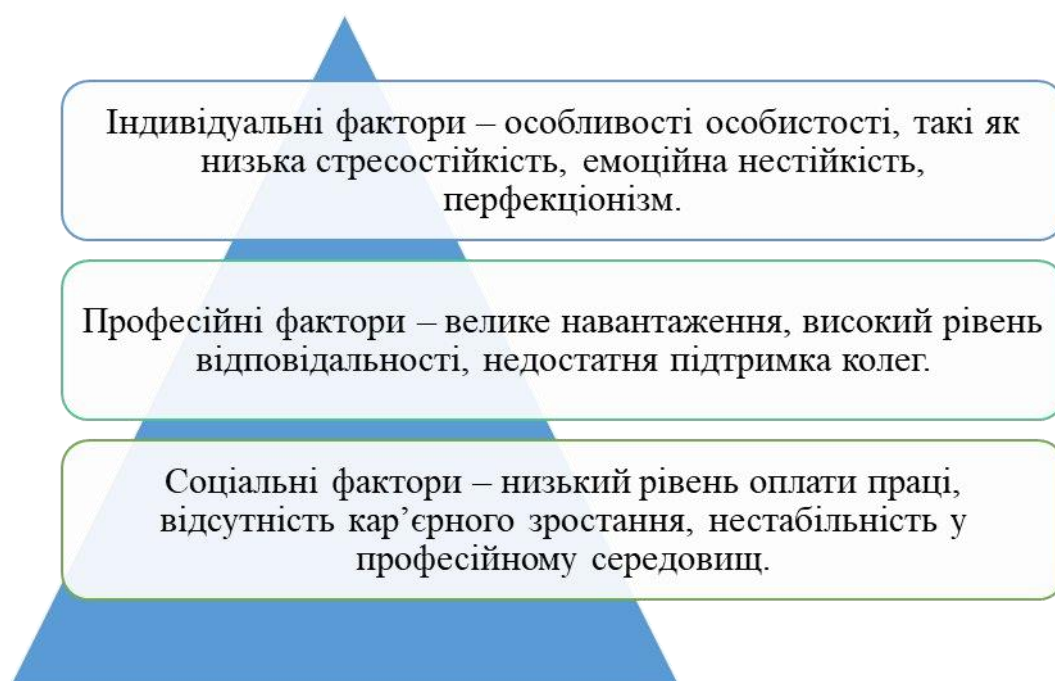 Індивідуальні фактори – особливості особистості, такі як
низька стресостійкість, емоційна нестійкість,
перфекціонізм.
Професійні фактори – велике навантаження, високий рівень
відповідальності, недостатня підтримка колег.
Соціальні фактори – низький рівень оплати праці,
відсутність кар’єрного зростання, нестабільність у
професійному середовищ.